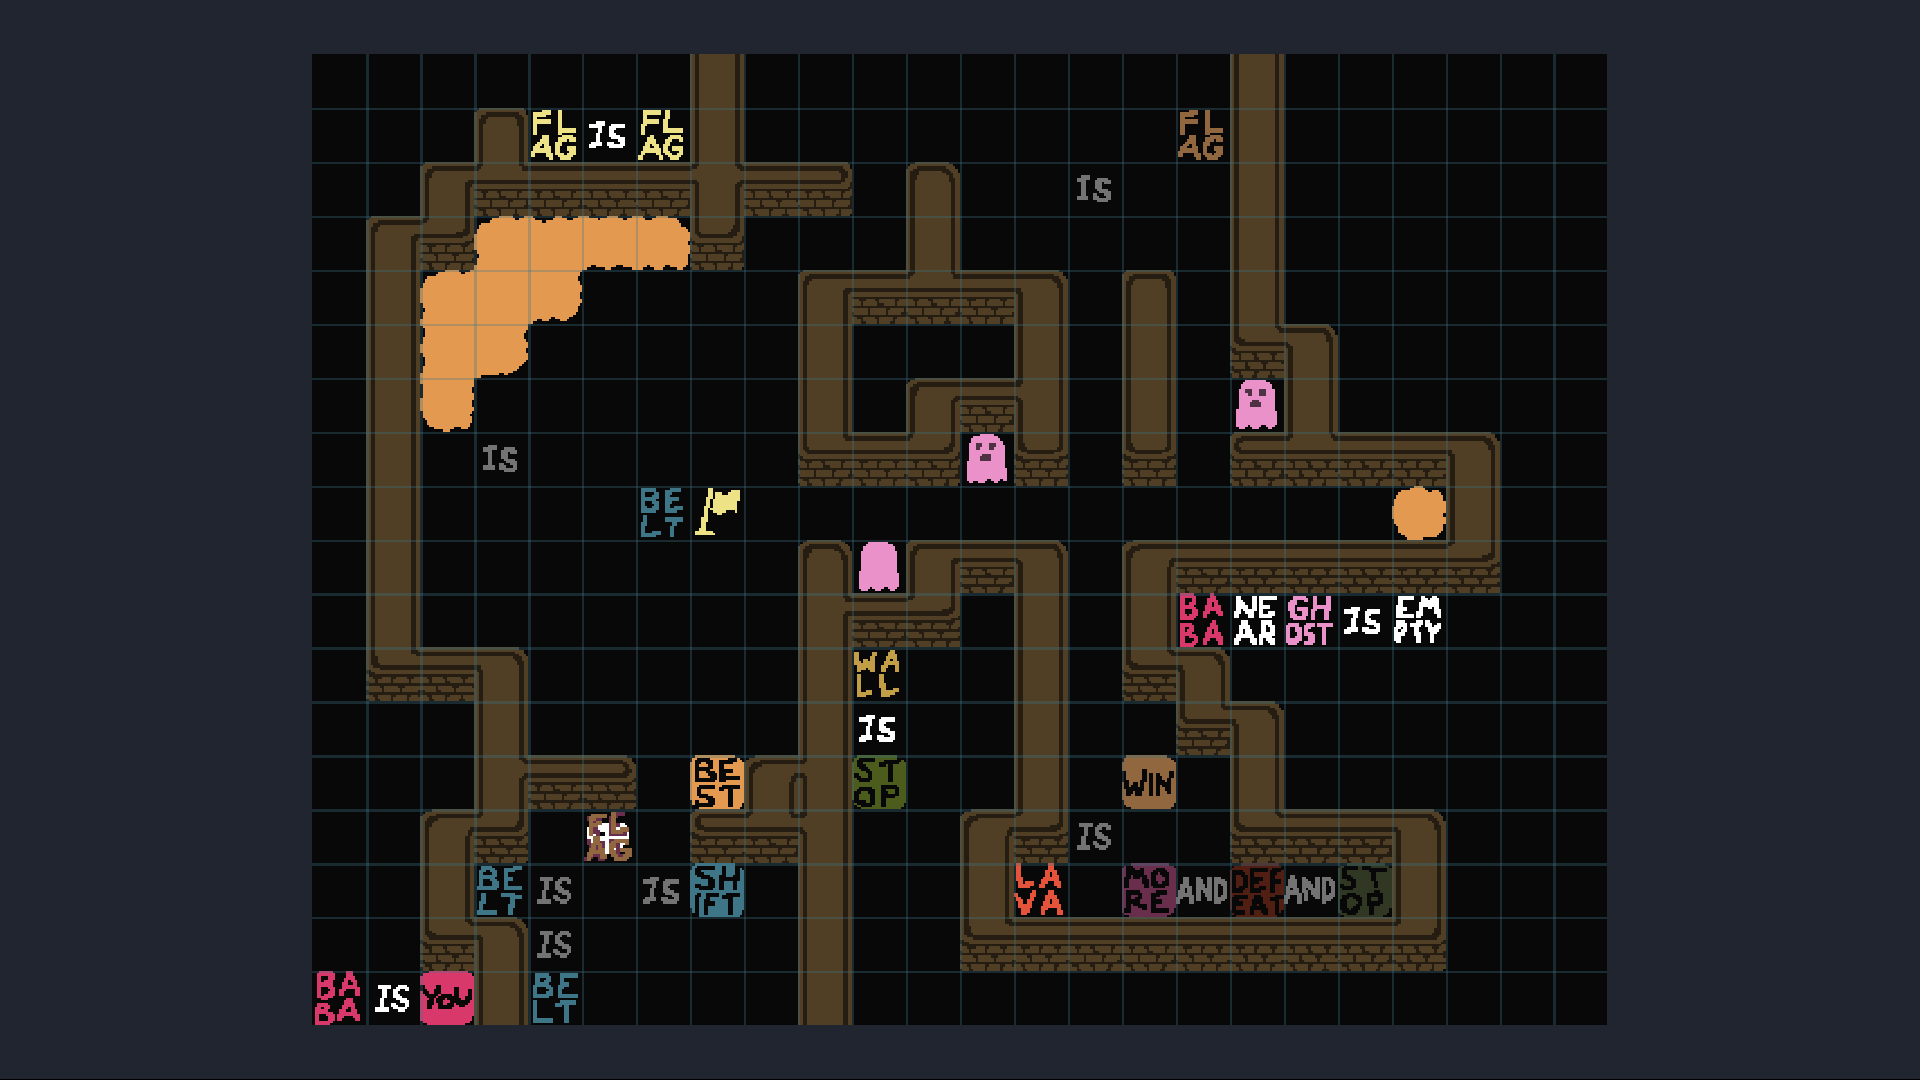 FLAG IS FLAG FLAG
IS
IS
BELT
BABA NEAR GHOST IS EMPTY
WALL
IS
BEST STOP WIN
FLAG IS
BELT IS IS SHIFT LAVA MORE AND DEFEAT AND STOP
IS
BABA IS YOU BELT